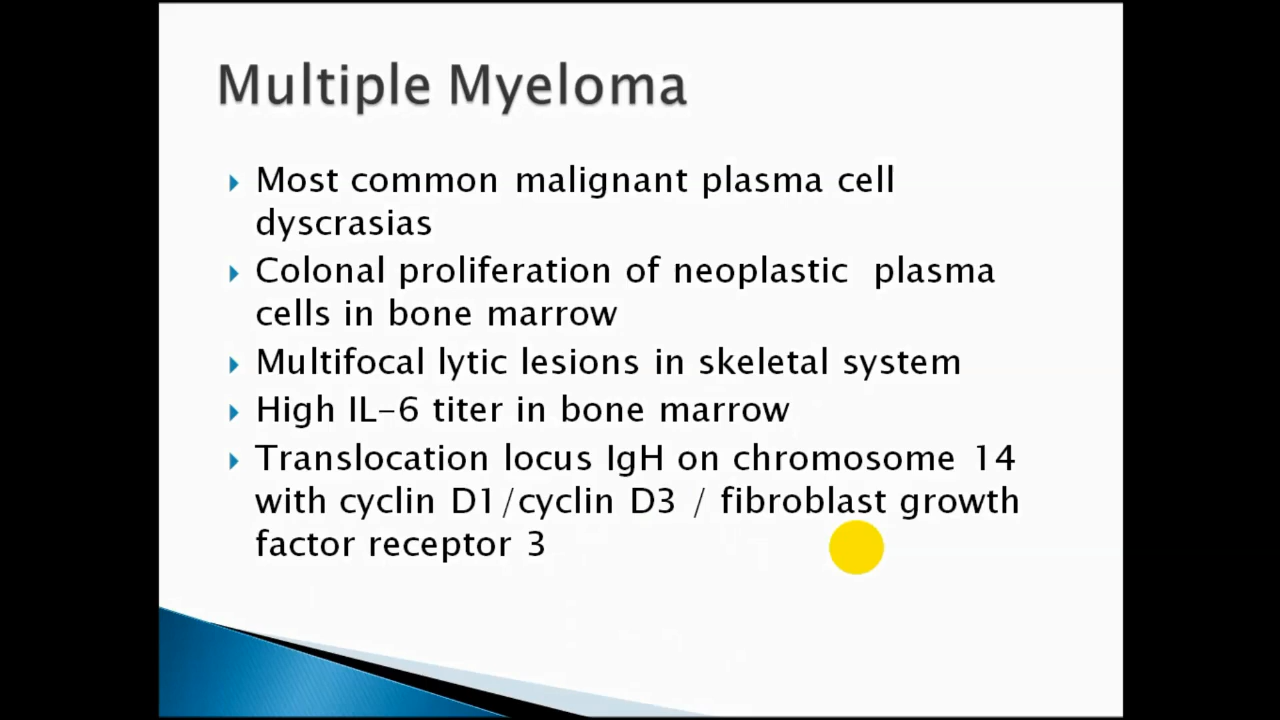 Multiple Myeloma
Most common malignant plasma cell
dyscrasias
Colonal proliferation of neoplastic plasma
cells in bone marrow
Multifocal lytic lesions in skeletal system
High IL-6 titer in bone marrow
Translocation locus IgH on chromosome 14
with cyclin D1/cyclin D3 / fibroblast growth
factor receptor 3